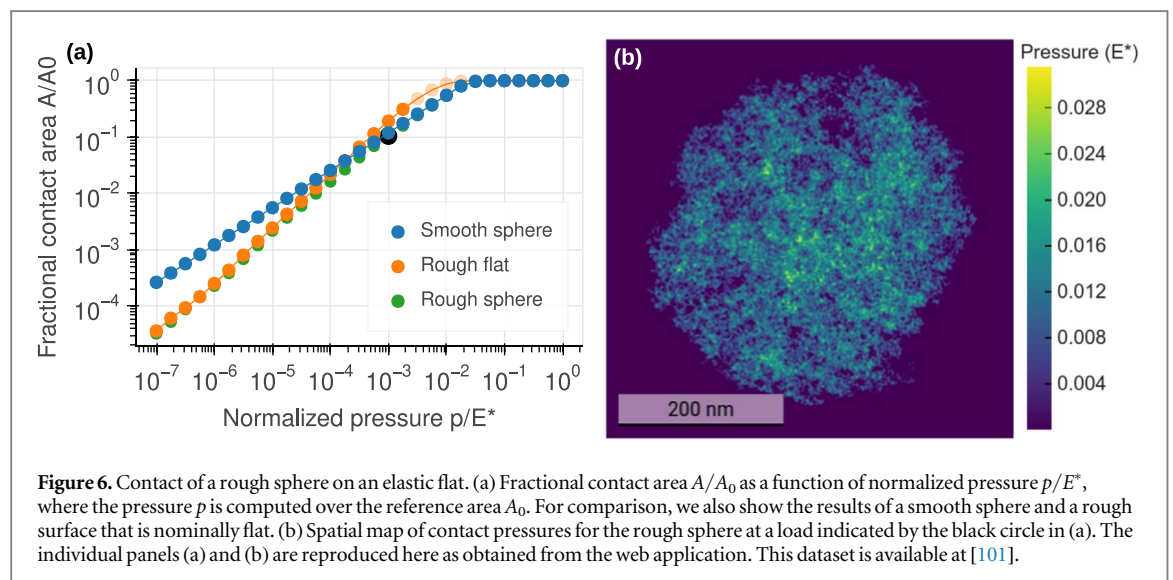 (a)
Fractional contact area A/A0
10⁰
10⁻¹
10⁻²
10⁻³
10⁻⁴
Smooth sphere
Rough flat
Rough sphere
10⁻⁷ 10⁻⁶ 10⁻⁵ 10⁻⁴ 10⁻³ 10⁻² 10⁻¹ 10⁰
Normalized pressure p/E*
(b)
200 nm
Pressure (E*)
0.028
0.024
0.020
0.016
0.012
0.008
0.004
Figure 6. Contact of a rough sphere on an elastic flat. (a) Fractional contact area A/A₀ as a function of normalized pressure p/E*,
where the pressure p is computed over the reference area A₀. For comparison, we also show the results of a smooth sphere and a rough
surface that is nominally flat. (b) Spatial map of contact pressures for the rough sphere at a load indicated by the black circle in (a). The
individual panels (a) and (b) are reproduced here as obtained from the web application. This dataset is available at [101].